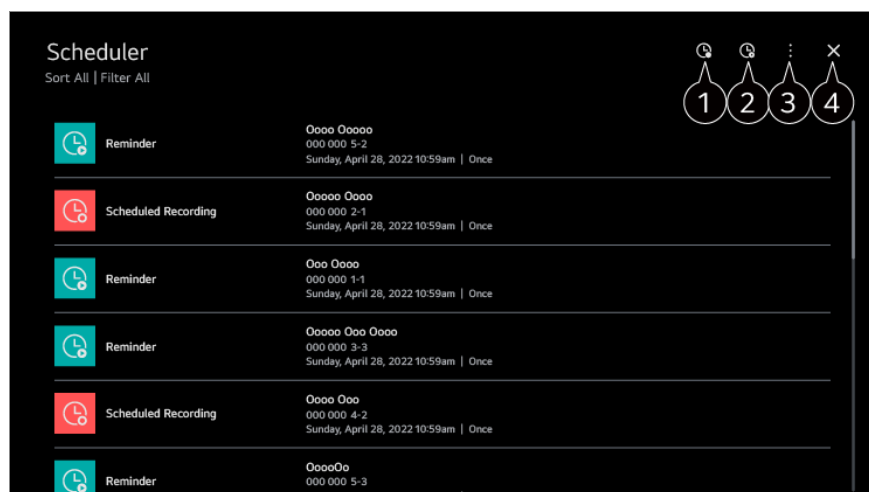 Scheduler
Sort All | Filter All
1 2 3 4
Reminder
Oooo Ooooo
000 000 5-2
Sunday, April 28, 2022 10:59am | Once
Scheduled Recording
Ooooo Oooo
000 000 2-1
Sunday, April 28, 2022 10:59am | Once
Reminder
Ooo Oooo
000 000 1-1
Sunday, April 28, 2022 10:59am | Once
Reminder
Ooooo Ooo Oooo
000 000 3-3
Sunday, April 28, 2022 10:59am | Once
Scheduled Recording
Oooo Ooo
000 000 4-2
Sunday, April 28, 2022 10:59am | Once
Reminder
OoooOo
000 000 5-3